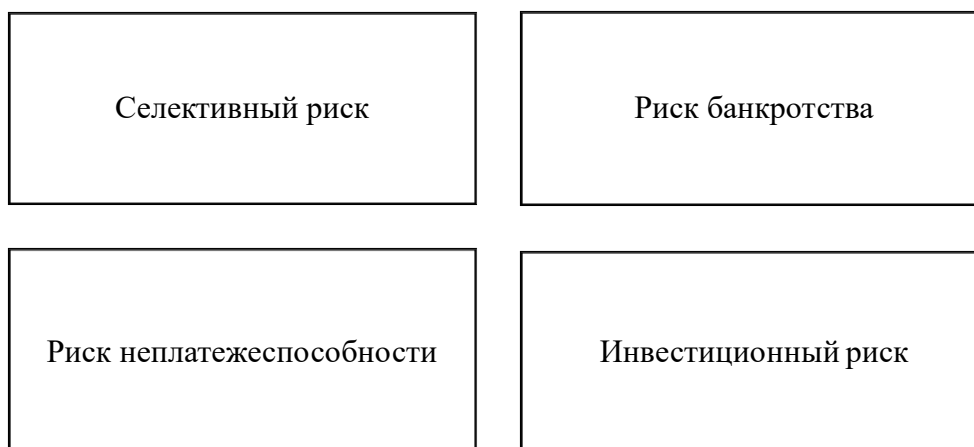 Селективный риск
Риск банкротства
Риск неплатежеспособности
Инвестиционный риск